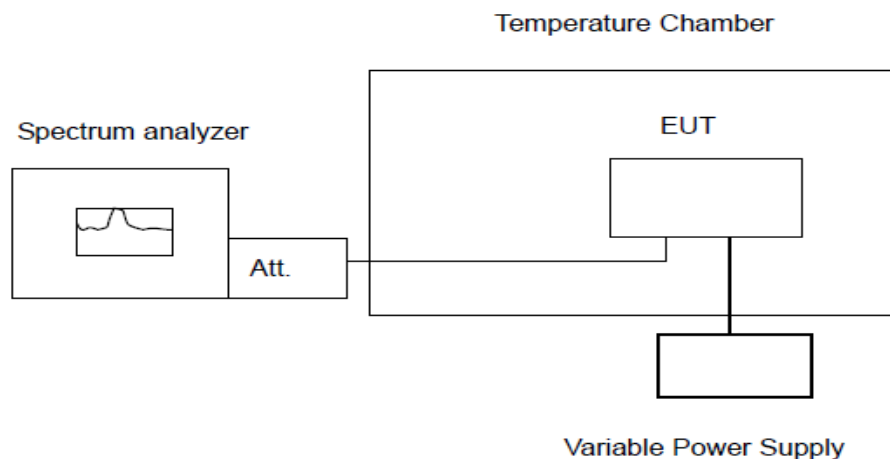 Temperature Chamber
Spectrum analyzer
EUT
Att.
Variable Power Supply